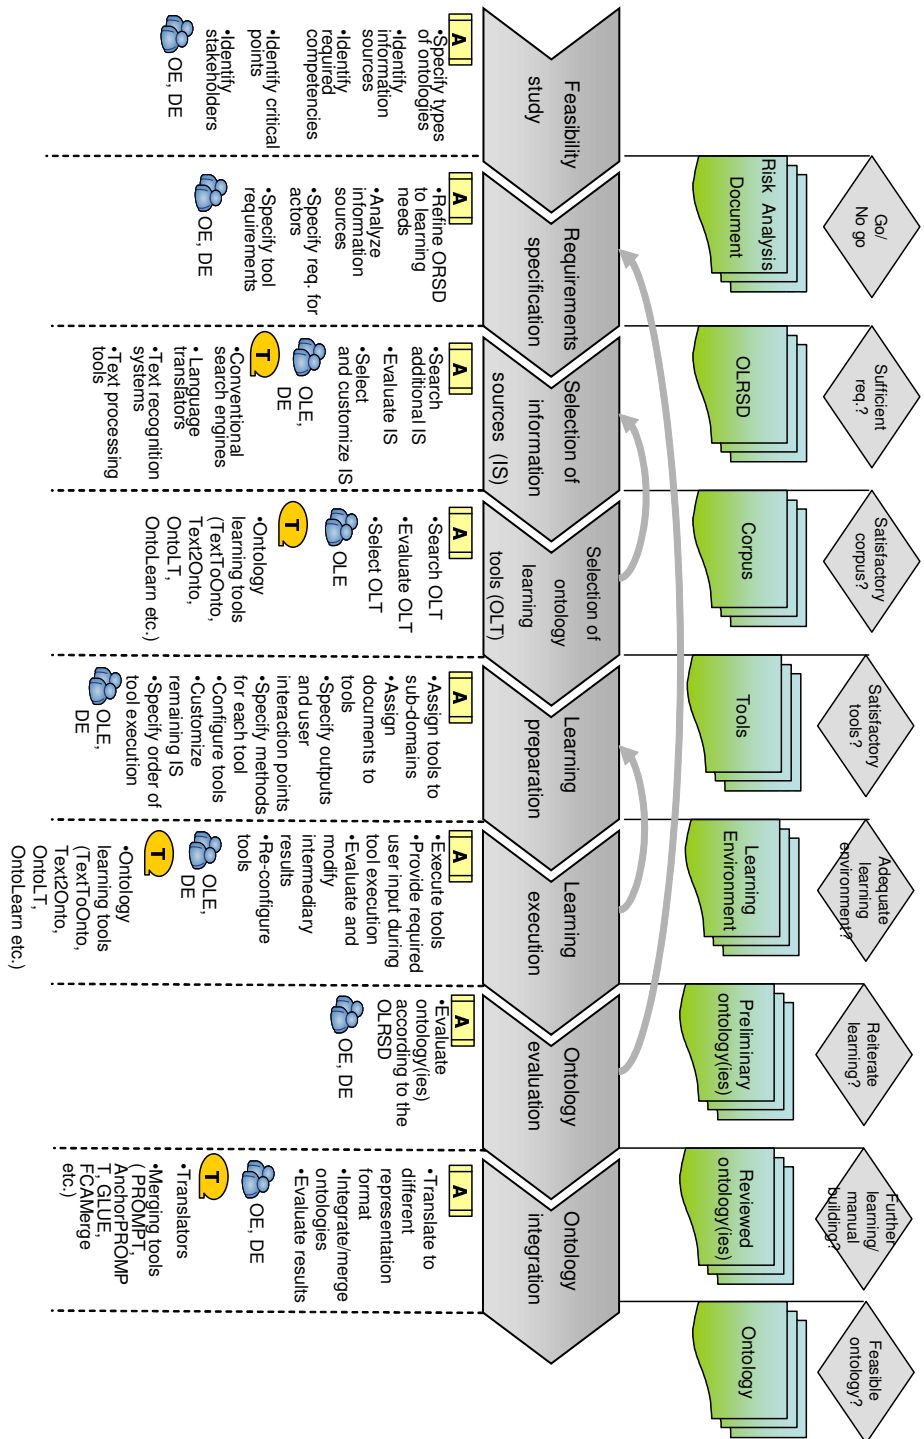 Go/
No go
Sufficient
req.?
Satisfactory
corpus?
Satisfactory
tools?
Adequate
learning
environment?
Reiterate
learning?
Further
learning/
manual
building?
Feasible
ontology?
Risk Analysis
Document
OLRSD
Corpus
Tools
Learning
Environment
Preliminary
ontology(ies)
Reviewed
ontology(ies)
Ontology
Feasibility
study
Requirements
specification
Selection of
information
sources (IS)
Selection of
ontology
learning
tools (OLT)
Learning
preparation
Learning
execution
Ontology
evaluation
Ontology
integration
A
•Specify types
of ontologies
•Identify
information
sources
•Identify
required
competencies
•Identify critical
points
•Identify
stakeholders
OE, DE
A
•Refine ORSD
to learning
needs
•Analyze
information
sources
•Specify req. for
actors
•Specify tool
requirements
OE, DE
A
•Search
additional IS
•Evaluate IS
•Select
and customize IS
OLE,
DE
T
•Conventional
search engines
•Language
translators
•Text recognition
systems
•Text processing
tools
A
•Search OLT
•Evaluate OLT
•Select OLT
OLE
T
•Ontology
learning tools
(TextToOnto,
Text2Onto,
OntoLT,
OntoLearn etc.)
A
•Assign tools to
sub-domains
•Assign
documents to
tools
•Specify outputs
and user
interaction points
•Specify methods
for each tool
•Configure tools
•Customize
remaining IS
•Specify order of
tool execution
OLE,
DE
A
•Execute tools
•Provide required
user input during
tool execution
•Evaluate and
modify
intermediary
results
•Re-configure
tools
OLE,
DE
T
•Ontology
learning tools
(TextToOnto,
Text2Onto,
OntoLT,
OntoLearn etc.)
A
•Evaluate
ontology(ies)
according to the
OLRSD
OE, DE
A
•Translate to
different
representation
format
•Integrate/merge
ontologies
•Evaluate results
OE, DE
T
•Translators
•Merging tools
( PROMPT,
AnchorPROMP
T, GLUE,
FCAMerge
etc.)